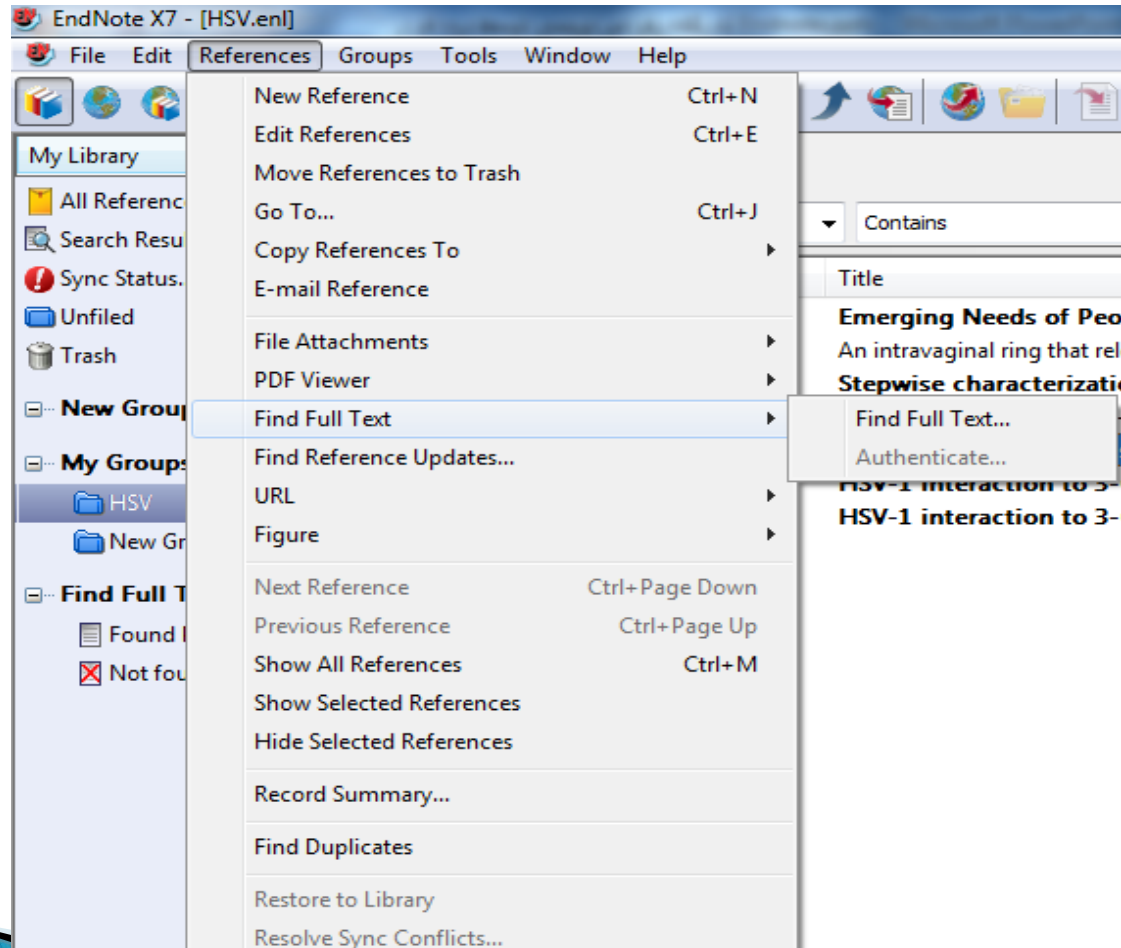 EndNote X7 - [HSV.enl]
File Edit References Groups Tools Window Help
My Library
All Referenc
Search Resu
Sync Status.
Unfiled
Trash
New Group
My Groups
HSV
New Gr
Find Full T
Found
Not fou
New Reference Ctrl+N
Edit References Ctrl+E
Move References to Trash
Go To... Ctrl+J
Copy References To
E-mail Reference
File Attachments
PDF Viewer
Find Full Text
Find Reference Updates...
URL
Figure
Next Reference Ctrl+Page Down
Previous Reference Ctrl+Page Up
Show All References Ctrl+M
Show Selected References
Hide Selected References
Record Summary...
Find Duplicates
Restore to Library
Resolve Sync Conflicts...
Find Full Text...
Authenticate...
Contains
Title
Emerging Needs of Peo
An intravaginal ring that rel
Stepwise characterizati
HSV-1 interaction to 3-
HSV-1 interaction to 3-